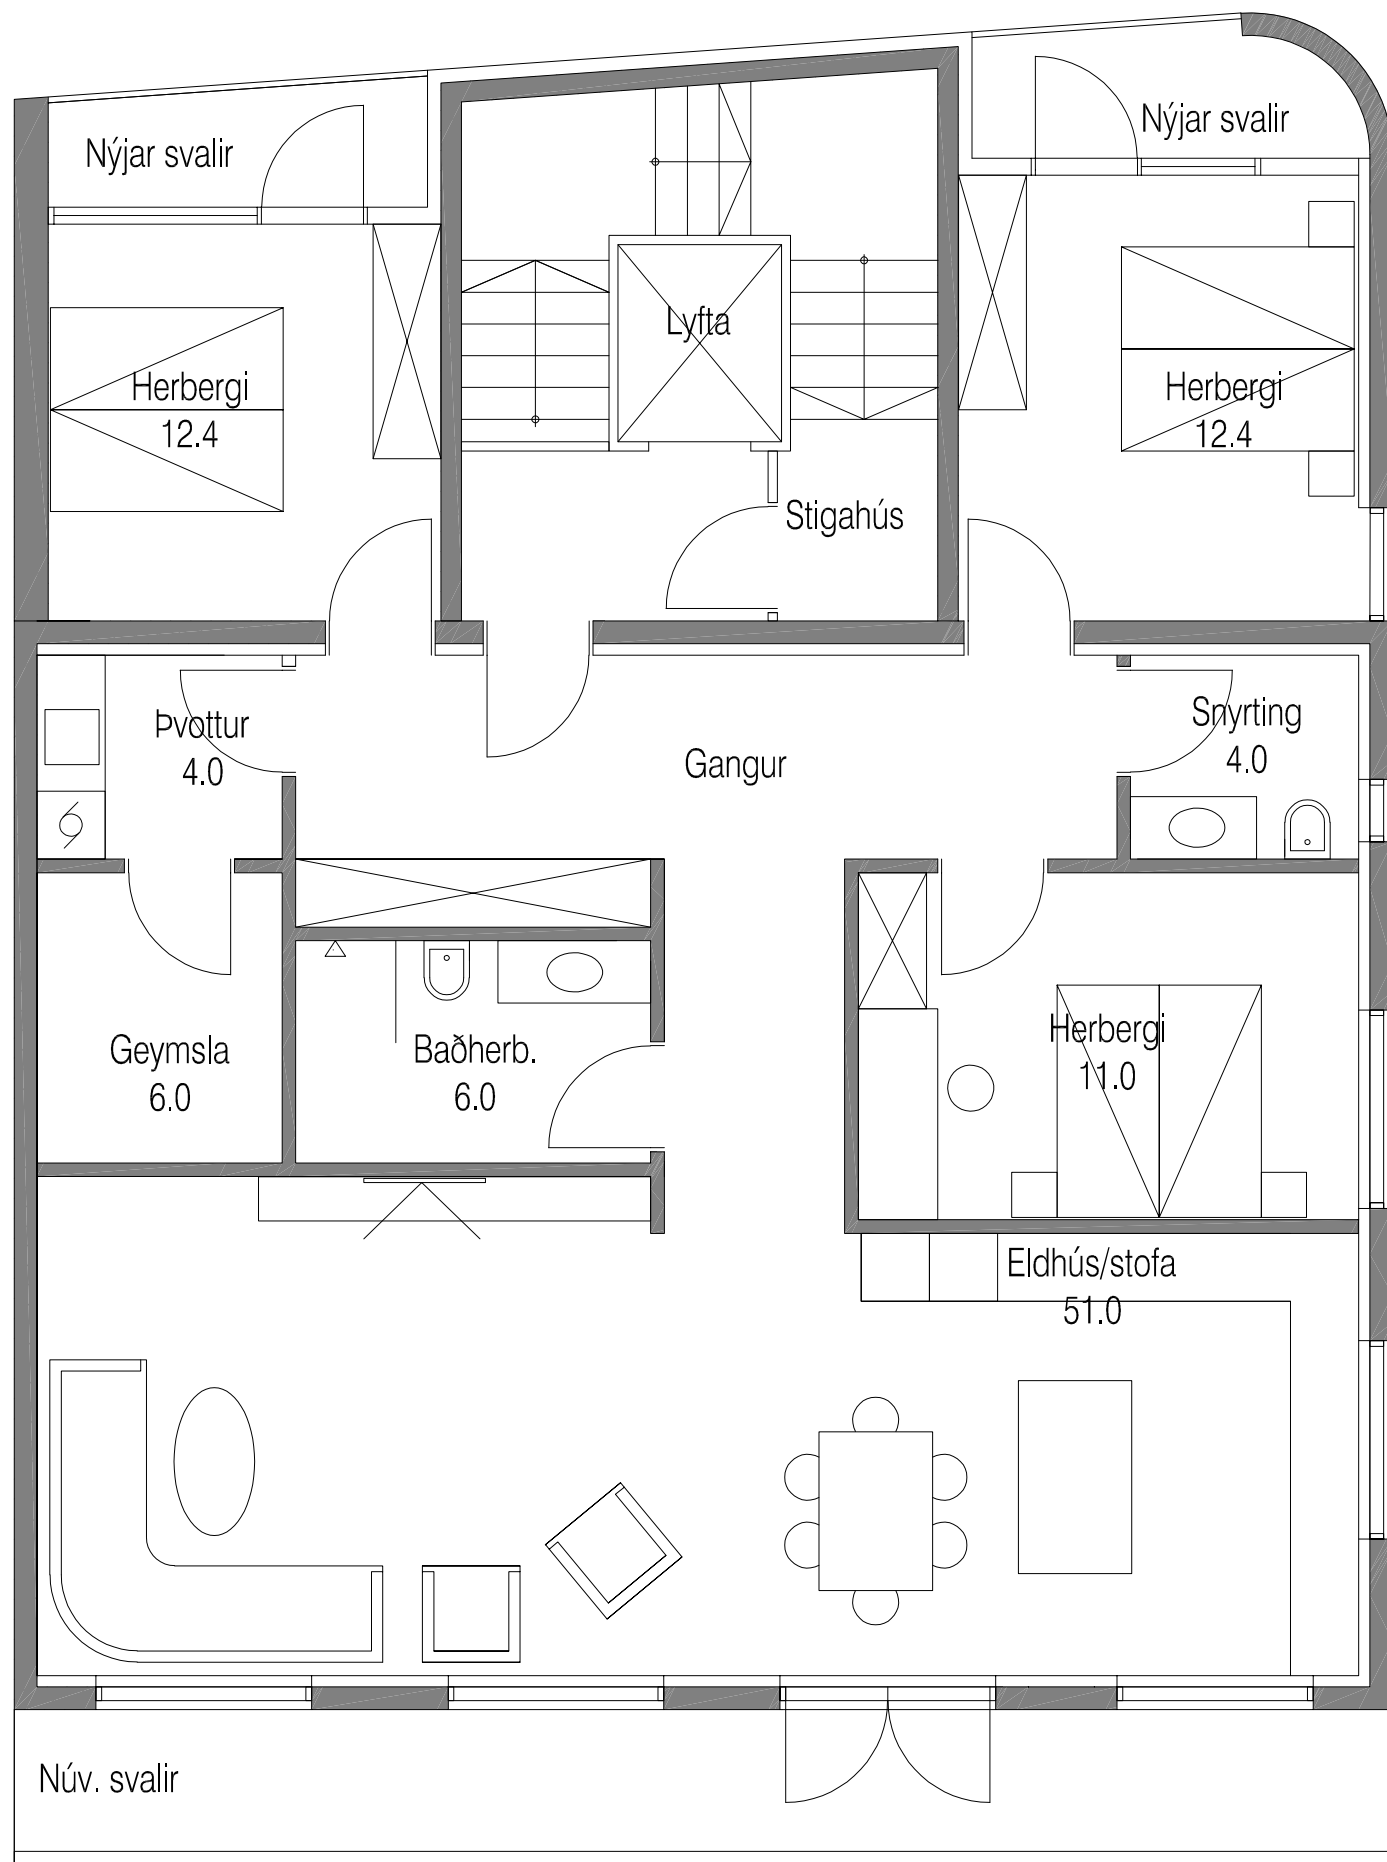 Nýjar svalir
Nýjar svalir
Lyfta
Herbergi
12.4
Herbergi
12.4
Stigahús
Þvottur
4.0
Gangur
Snyrting
4.0
Geymsla
6.0
Baðherb.
6.0
Herbergi
11.0
Eldhús/stofa
51.0
Núv. svalir